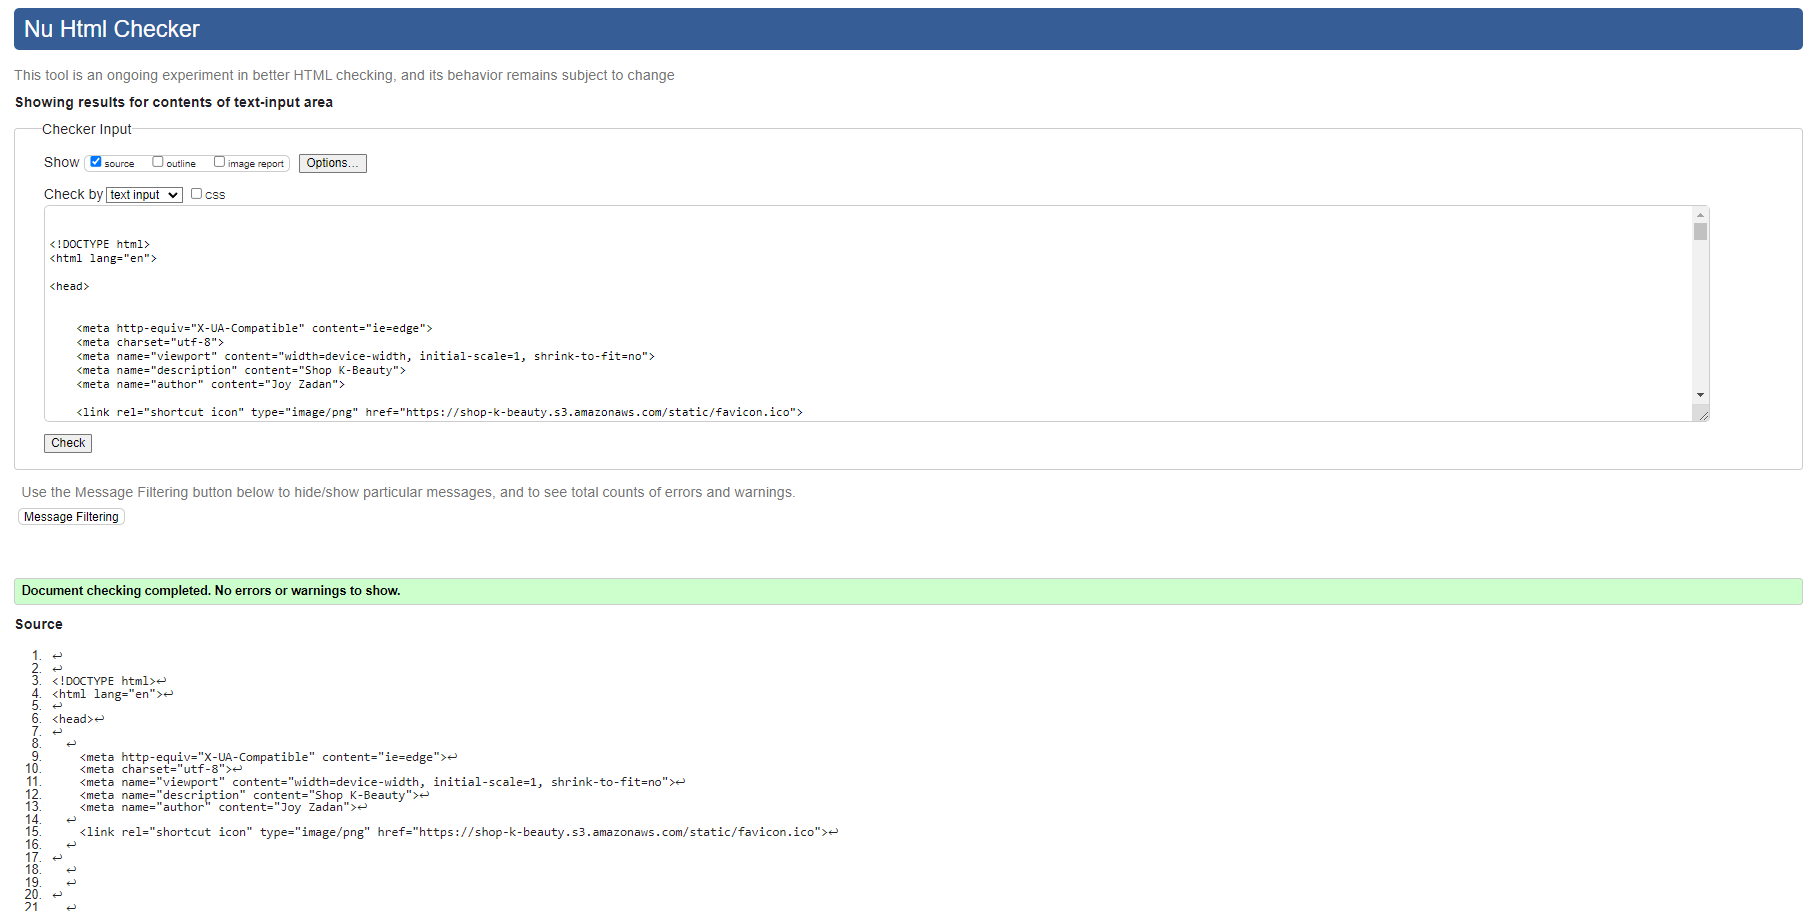 Nu Html Checker
This tool is an ongoing experiment in better HTML checking, and its behavior remains subject to change
Showing results for contents of text-input area
Checker Input
Show source outline image report Options...
Check by text input css
<!DOCTYPE html>
<html lang="en">
<head>
<meta http-equiv="X-UA-Compatible" content="ie=edge">
<meta charset="utf-8">
<meta name="viewport" content="width=device-width, initial-scale=1, shrink-to-fit=no">
<meta name="description" content="Shop K-Beauty">
<meta name="author" content="Joy Zadan">
<link rel="shortcut icon" type="image/png" href="https://shop-k-beauty.s3.amazonaws.com/static/favicon.ico">
Check
Use the Message Filtering button below to hide/show particular messages, and to see total counts of errors and warnings.
Message Filtering
Document checking completed. No errors or warnings to show.
Source
1. ↩
2. ↩
3. <!DOCTYPE html>↩
4. <html lang="en">↩
5. ↩
6. <head>↩
7. ↩
8. ↩
9. <meta http-equiv="X-UA-Compatible" content="ie=edge">↩
10. <meta charset="utf-8">↩
11. <meta name="viewport" content="width=device-width, initial-scale=1, shrink-to-fit=no">↩
12. <meta name="description" content="Shop K-Beauty">↩
13. <meta name="author" content="Joy Zadan">↩
14. ↩
15. <link rel="shortcut icon" type="image/png" href="https://shop-k-beauty.s3.amazonaws.com/static/favicon.ico">↩
16. ↩
17. ↩
18. ↩
19. ↩
20. ↩
21 ↩